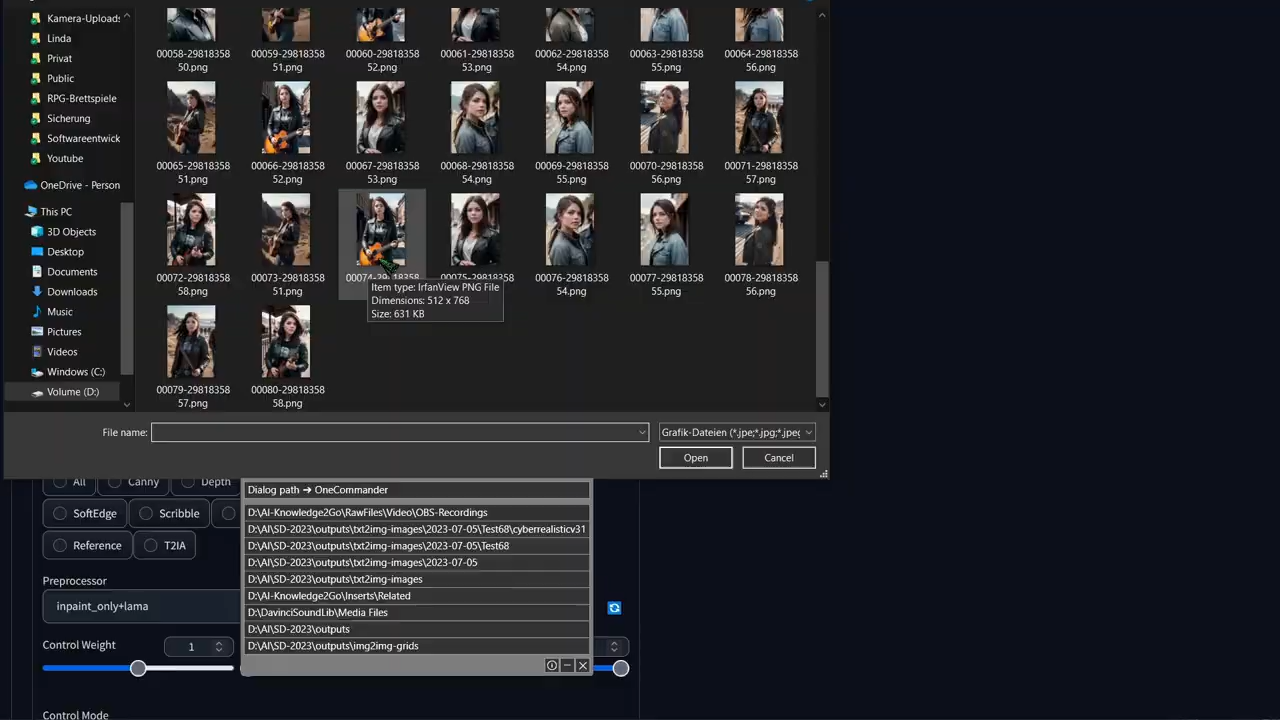 Kamera-Uploads
Linda
Privat
Public
RPG-Brettspiele
Sicherung
Softwareentwick
Youtube
OneDrive - Person
This PC
3D Objects
Desktop
Documents
Downloads
Music
Pictures
Videos
Windows (C:)
Volume (D:)
00058-29818358 00059-29818358 00060-29818358 00061-29818358 00062-29818358 00063-29818358 00064-29818358
50.png 51.png 52.png 53.png 54.png 55.png 56.png
00065-29818358 00066-29818358 00067-29818358 00068-29818358 00069-29818358 00070-29818358 00071-29818358
51.png 52.png 53.png 54.png 55.png 56.png 57.png
00072-29818358 00073-29818358 00074-29818358 00075-29818358 00076-29818358 00077-29818358 00078-29818358
58.png 51.png 54.png 55.png 56.png
Item type: IrfanView PNG File
Dimensions: 512 x 768
Size: 631 KB
00079-29818358 00080-29818358
57.png 58.png
File name:
Grafik-Dateien (*.jpe;*.jpg;*.jpeg
Open Cancel
All Canny Depth
SoftEdge Scribble
Reference T2IA
Preprocessor
inpaint_only+lama
Control Weight 1
Control Mode
Dialog path ➔ OneCommander
D:\AI-Knowledge2Go\RawFiles\Video\OBS-Recordings
D:\AI\SD-2023\outputs\txt2img-images\2023-07-05\Test68\cyberrealisticv31
D:\AI\SD-2023\outputs\txt2img-images\2023-07-05\Test68
D:\AI\SD-2023\outputs\txt2img-images\2023-07-05
D:\AI\SD-2023\outputs\txt2img-images
D:\AI-Knowledge2Go\Inserts\Related
D:\DavinciSoundLib\Media Files
D:\AI\SD-2023\outputs
D:\AI\SD-2023\outputs\img2img-grids